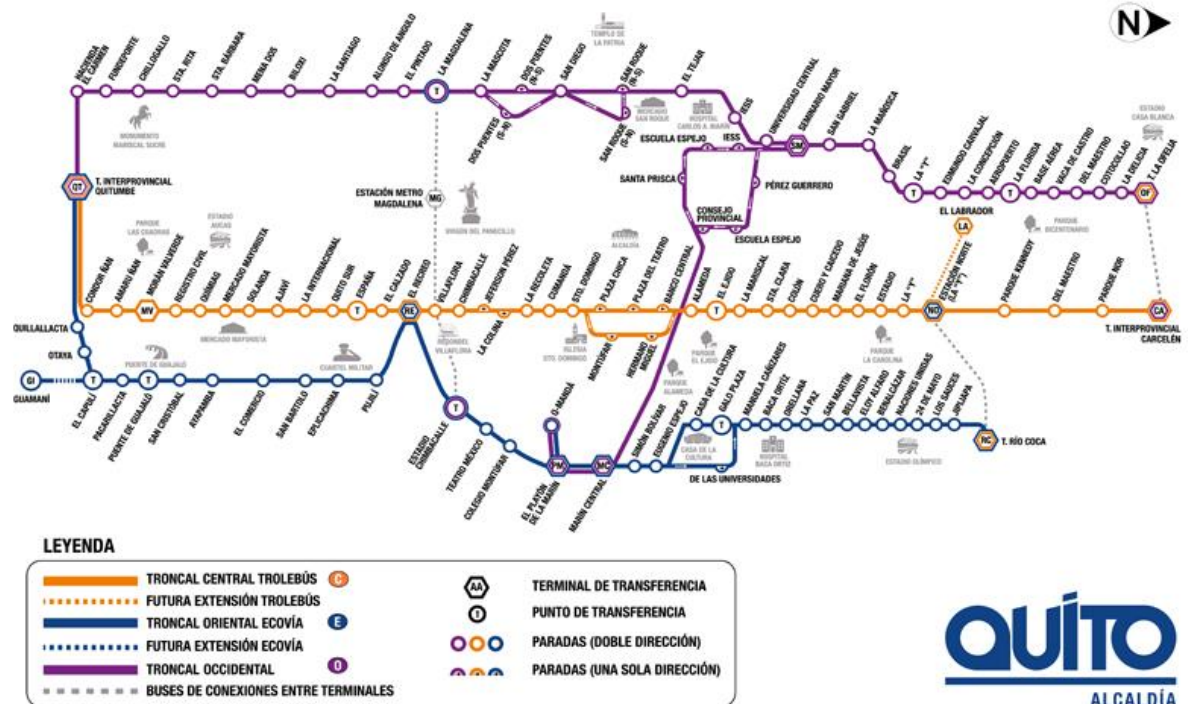 N
HACIENDA
EL CARMEN
FUNDEPORTE
CHILLOGALLO
STA. RITA
STA. BÁRBARA
MENA DOS
BILOXI
LA SANTIAGO
ALONSO DE ANGULO
EL PINTADO
LA MAGDALENA
T
LA MASCOTA
DOS PUENTES
(N-S)
DOS PUENTES
(S-N)
SAN DIEGO
SAN ROQUE
(N-S)
SAN ROQUE
(S-N)
EL TEJAR
IESS
UNIVERSIDAD CENTRAL
SEMINARIO MAYOR
SM
SAN GABRIEL
LA MAÑOSCA
BRASIL
LA "Y"
T
EDMUNDO CARVAJAL
LA CONCEPCIÓN
AEROPUERTO
LA FLORIDA
T
BASE AÉREA
VACA DE CASTRO
DEL MAESTRO
COTOCOLLAO
LA DELICIA
T. LA OFELIA
OF
TEMPLO DE
LA PATRIA
MONUMENTO
MARISCAL SUCRE
MERCADO
SAN ROQUE
HOSPITAL
CARLOS A. MARÍN
ESTADIO
CASA BLANCA
ESCUELA ESPEJO
IESS
SANTA PRISCA
PÉREZ GUERRERO
CONSEJO
PROVINCIAL
ESCUELA ESPEJO
QT
T. INTERPROVINCIAL
QUITUMBE
ESTACIÓN METRO
MAGDALENA
MG
VIRGEN DEL PANECILLO
PARQUE
LAS CUADRAS
ESTADIO
AUCAS
ALCALDÍA
EL LABRADOR
LA
PARQUE
BICENTENARIO
CONDOR ÑAN
AMARU ÑAN
MORÁN VALVERDE
MV
REGISTRO CIVIL
QUIMIAG
MERCADO MAYORISTA
SOLANDA
AJAVÍ
LA INTERNACIONAL
QUITO SUR
ESPAÑA
T
EL CALZADO
EL RECREO
RE
VILLAFLORA
CHIMBACALLE
JEFERSON PÉREZ
LA COLINA
LA RECOLETA
CUMANDÁ
STO. DOMINGO
PLAZA CHICA
PLAZA DEL TEATRO
BANCO CENTRAL
MONTÚFAR
HERMANO
MIGUEL
ALAMEDA
EL EJIDO
T
LA MARISCAL
STA. CLARA
COLÓN
CUERO Y CAICEDO
MARIANA DE JESÚS
EL FLORÓN
ESTADIO
LA "Y"
ESTACIÓN NORTE
(LA "Y")
NO
PARQUE KENNEDY
DEL MAESTRO
PARQUE NOR
CA
T. INTERPROVINCIAL
CARCELÉN
MERCADO MAYORISTA
PUENTE DE GUAJALÓ
CUARTEL MILITAR
REDONDEL
VILLAFLORA
IGLESIA
STO. DOMINGO
PARQUE
ALAMEDA
PARQUE
EL EJIDO
PARQUE
LA CAROLINA
QUILLALLACTA
OTAYA
GI
GUAMANÍ
T
EL CAPULÍ
PACARILLACTA
T
PUENTE DE GUAJALÓ
SAN CRISTÓBAL
AYAPAMBA
EL COMERCIO
SAN BARTOLO
EPLICACHIMA
PUJILÍ
T
ESTADIO
CHIMBACALLE
TEATRO MÉXICO
COLEGIO MONTÚFAR
Q-MANDÁ
PM
EL PLAYÓN
DE LA MARÍN
MC
MARÍN CENTRAL
SIMÓN BOLÍVAR
EUGENIO ESPEJO
CASA DE LA CULTURA
GALO PLAZA
T
MANUELA CAÑIZARES
BACA ORTIZ
ORELLANA
LA PAZ
SAN MARTÍN
BELLAVISTA
ELOY ALFARO
BENALCÁZAR
NACIONES UNIDAS
24 DE MAYO
LOS SAUCES
JIPIJAPA
RC
T. RÍO COCA
CASA DE LA
CULTURA
HOSPITAL
BACA ORTIZ
ESTADIO OLÍMPICO
DE LAS UNIVERSIDADES
LEYENDA
TRONCAL CENTRAL TROLEBÚS C
FUTURA EXTENSIÓN TROLEBÚS
TRONCAL ORIENTAL ECOVÍA E
FUTURA EXTENSIÓN ECOVÍA
TRONCAL OCCIDENTAL O
BUSES DE CONEXIONES ENTRE TERMINALES
AA TERMINAL DE TRANSFERENCIA
T PUNTO DE TRANSFERENCIA
PARADAS (DOBLE DIRECCIÓN)
PARADAS (UNA SOLA DIRECCIÓN)
QUITO
ALCALDÍA